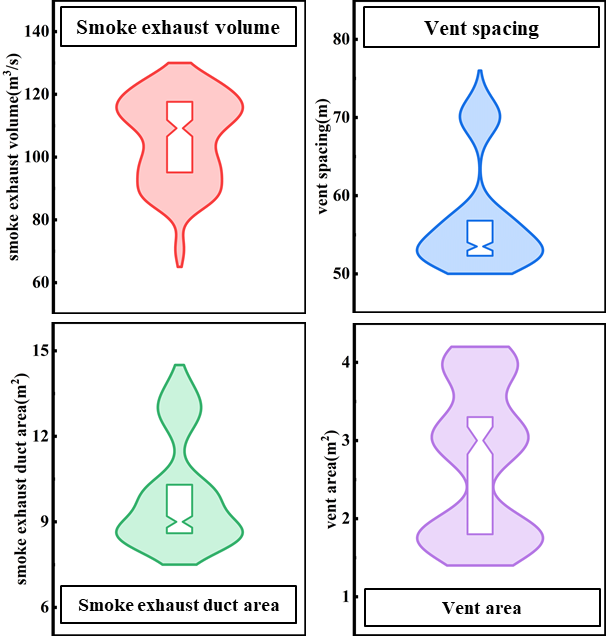 Smoke exhaust volume
smoke exhaust volume(m³/s)
140
120
100
80
60
Vent spacing
vent spacing(m)
80
70
60
50
smoke exhaust duct area(m²)
15
12
9
6
Smoke exhaust duct area
vent area(m²)
4
3
2
1
Vent area